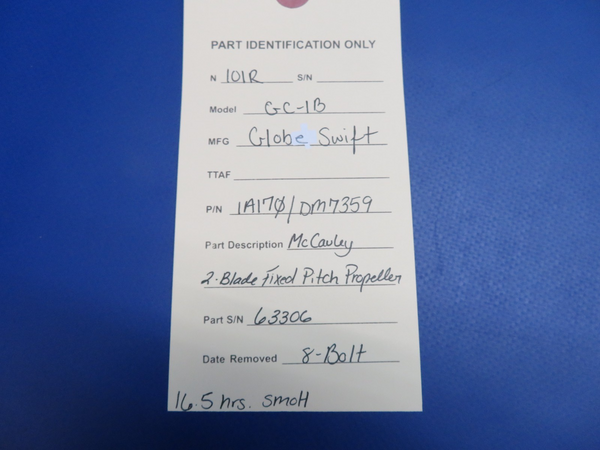 PART IDENTIFICATION ONLY
N 101R S/N
Model GC-1B
MFG Globe Swift
TTAF
P/N 1A170/DM7359
Part Description McCauley
2-Blade Fixed Pitch Propeller
Part S/N 63306
Date Removed 8-Bolt
16.5 hrs. SMOH